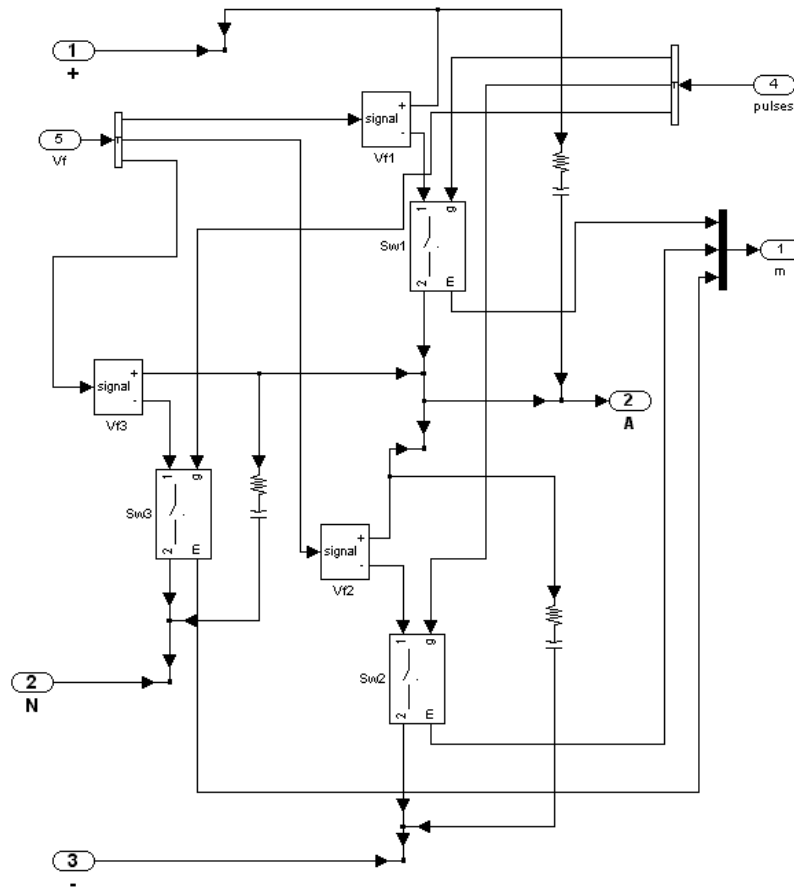 1
+
4
pulses
signal
+
-
Vf1
5
Vf
T
T
1
g
Sw1
2
m
1
m
signal
+
-
Vf3
2
A
1
g
Sw3
2
m
signal
+
-
Vf2
1
g
Sw2
2
m
2
N
3
-